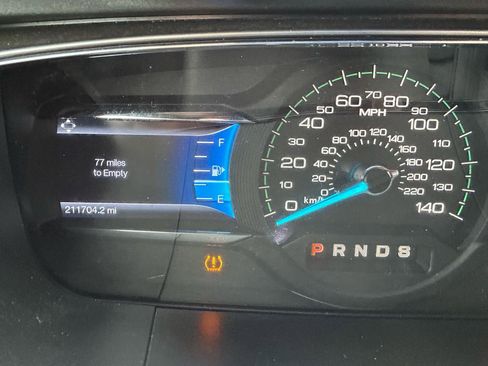 F
77 miles
to Empty
E
211704.2 mi
0 10 20 30 40 50 60 70 80 90 100 110 120 130 140
MPH
20 40 60 80 100 120 140 160 180 200 220
km/h
P R N D 8